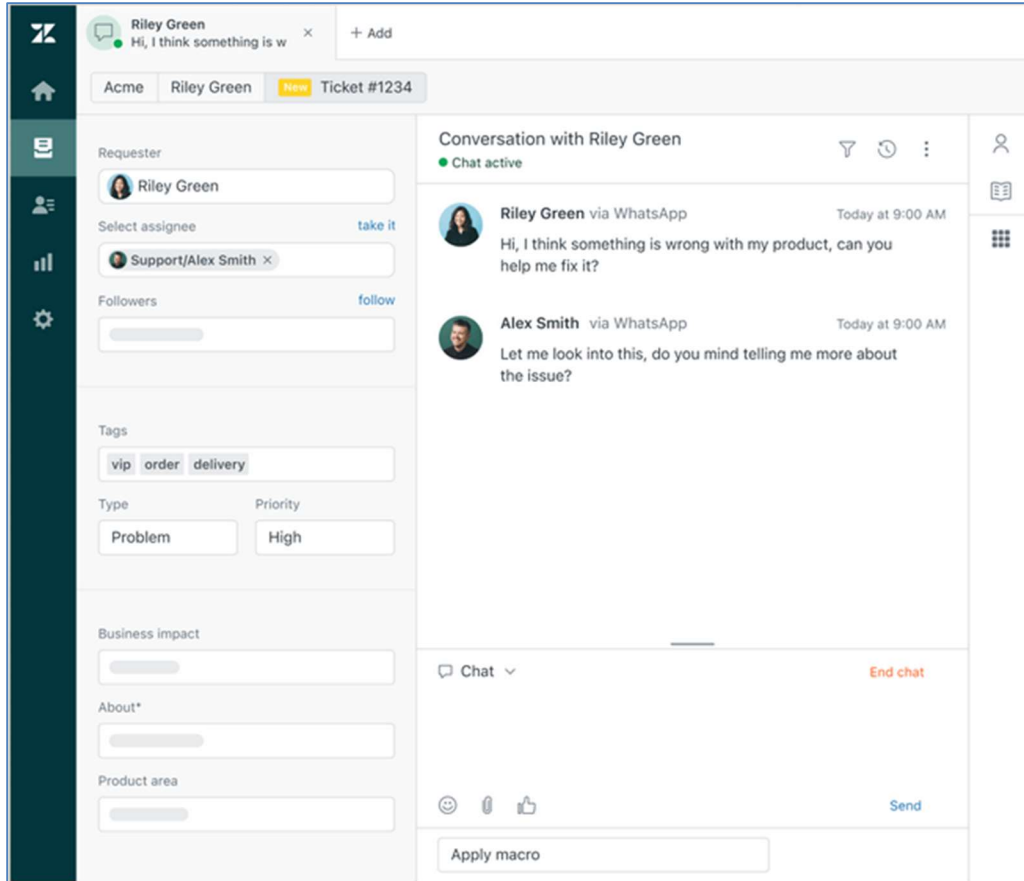 Riley Green
Hi, I think something is w
+ Add
Acme
Riley Green
New Ticket #1234
Requester
Riley Green
Select assignee take it
Support/Alex Smith
Followers follow
Tags
vip order delivery
Type Priority
Problem High
Business impact
About*
Product area
Conversation with Riley Green
Chat active
Riley Green via WhatsApp Today at 9:00 AM
Hi, I think something is wrong with my product, can you
help me fix it?
Alex Smith via WhatsApp Today at 9:00 AM
Let me look into this, do you mind telling me more about
the issue?
Chat End chat
Send
Apply macro